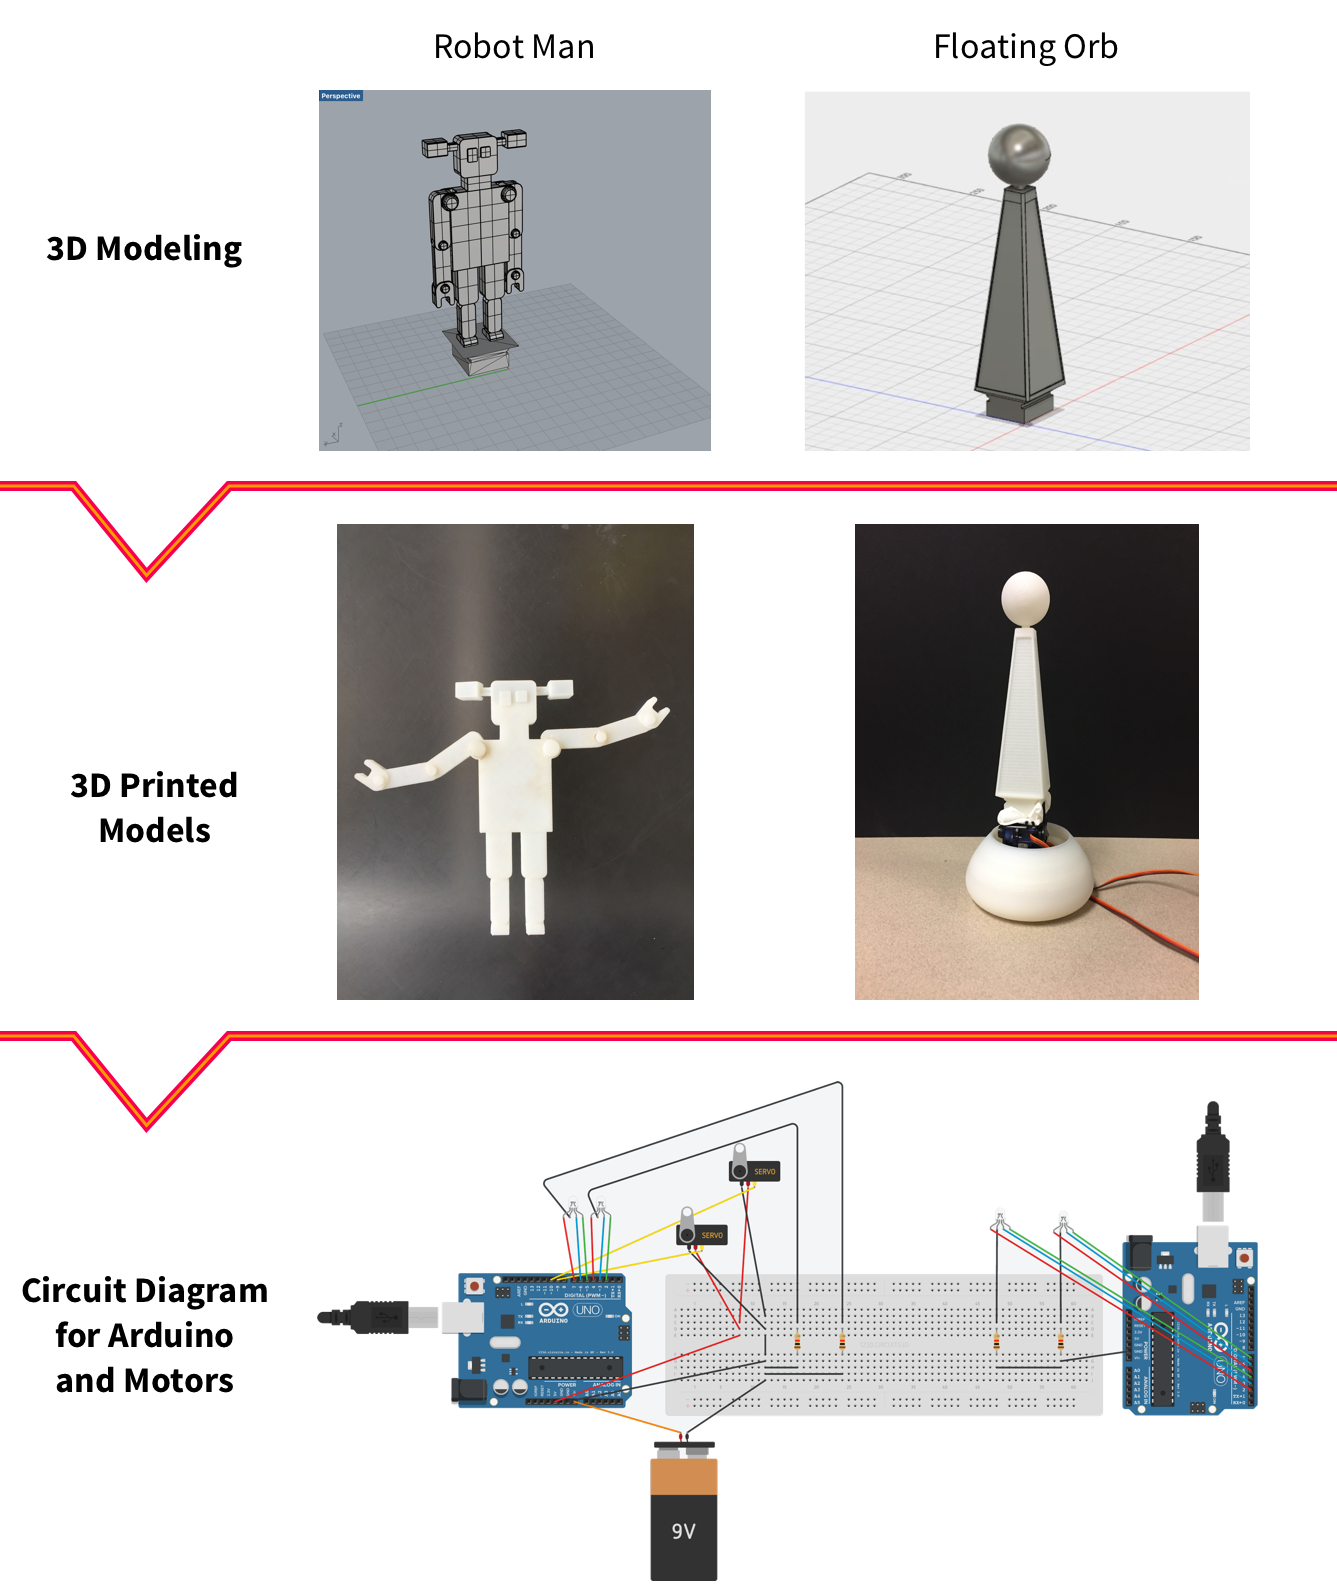 Robot Man
Floating Orb
Perspective
3D Modeling
3D Printed
Models
SERVO
SERVO
Circuit Diagram
for Arduino
and Motors
DIGITAL (PWM~)
UNO
ARDUINO
POWER
ANALOG IN
9V